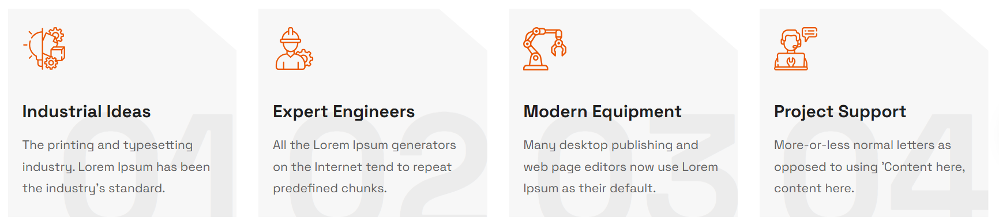 Industrial Ideas
The printing and typesetting
industry. Lorem Ipsum has been
the industry's standard.
01
Expert Engineers
All the Lorem Ipsum generators
on the Internet tend to repeat
predefined chunks.
02
Modern Equipment
Many desktop publishing and
web page editors now use Lorem
Ipsum as their default.
03
Project Support
More-or-less normal letters as
opposed to using 'Content here,
content here.
04